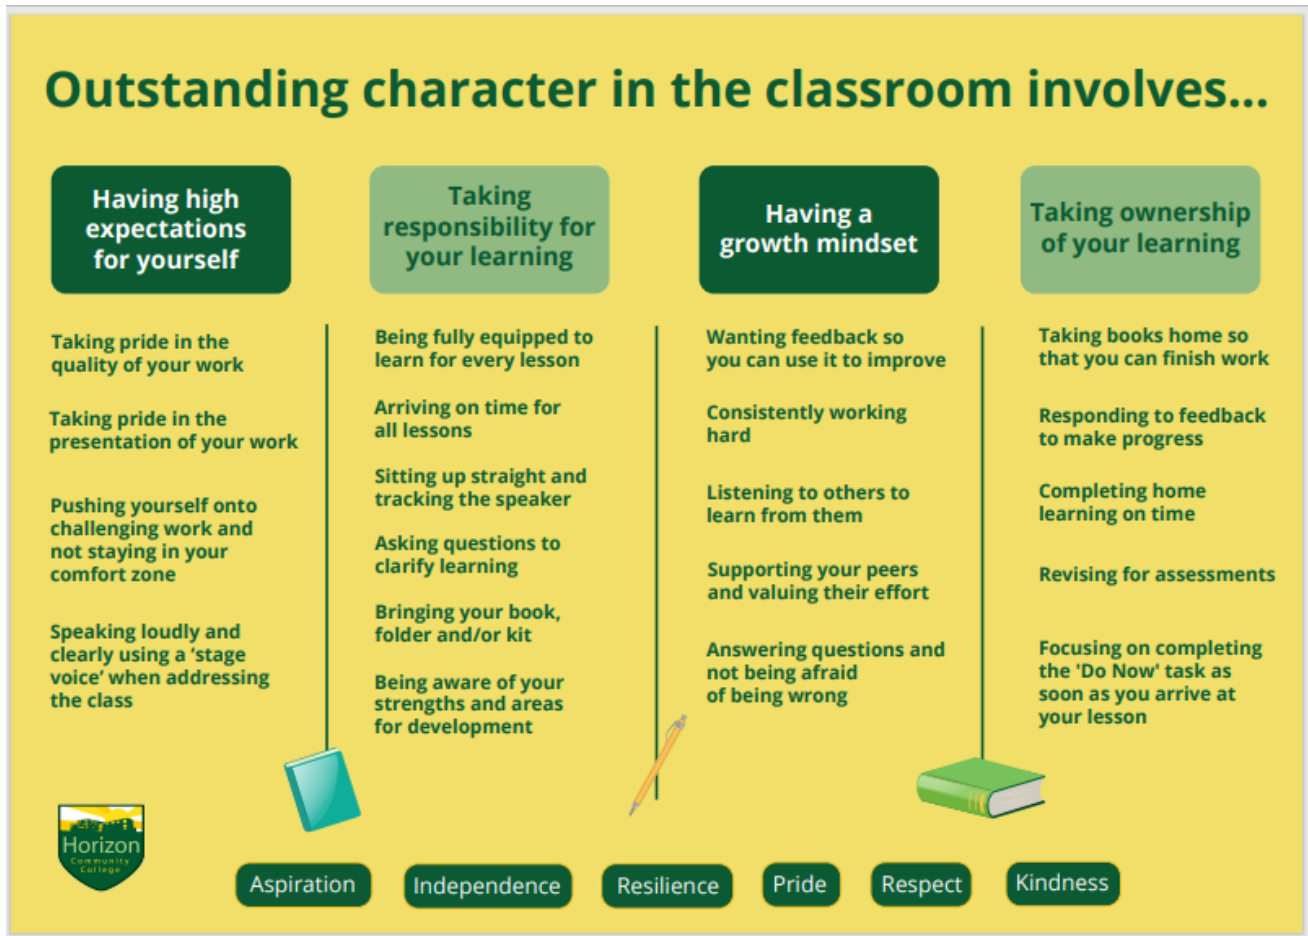 Outstanding character in the classroom involves...
Having high
expectations
for yourself
Taking pride in the
quality of your work
Taking pride in the
presentation of your work
Pushing yourself onto
challenging work and
not staying in your
comfort zone
Speaking loudly and
clearly using a ‘stage
voice’ when addressing
the class
Taking
responsibility for
your learning
Being fully equipped to
learn for every lesson
Arriving on time for
all lessons
Sitting up straight and
tracking the speaker
Asking questions to
clarify learning
Bringing your book,
folder and/or kit
Being aware of your
strengths and areas
for development
Having a
growth mindset
Wanting feedback so
you can use it to improve
Consistently working
hard
Listening to others to
learn from them
Supporting your peers
and valuing their effort
Answering questions and
not being afraid
of being wrong
Taking ownership
of your learning
Taking books home so
that you can finish work
Responding to feedback
to make progress
Completing home
learning on time
Revising for assessments
Focusing on completing
the 'Do Now' task as
soon as you arrive at
your lesson
Horizon
Community
College
Aspiration
Independence
Resilience
Pride
Respect
Kindness